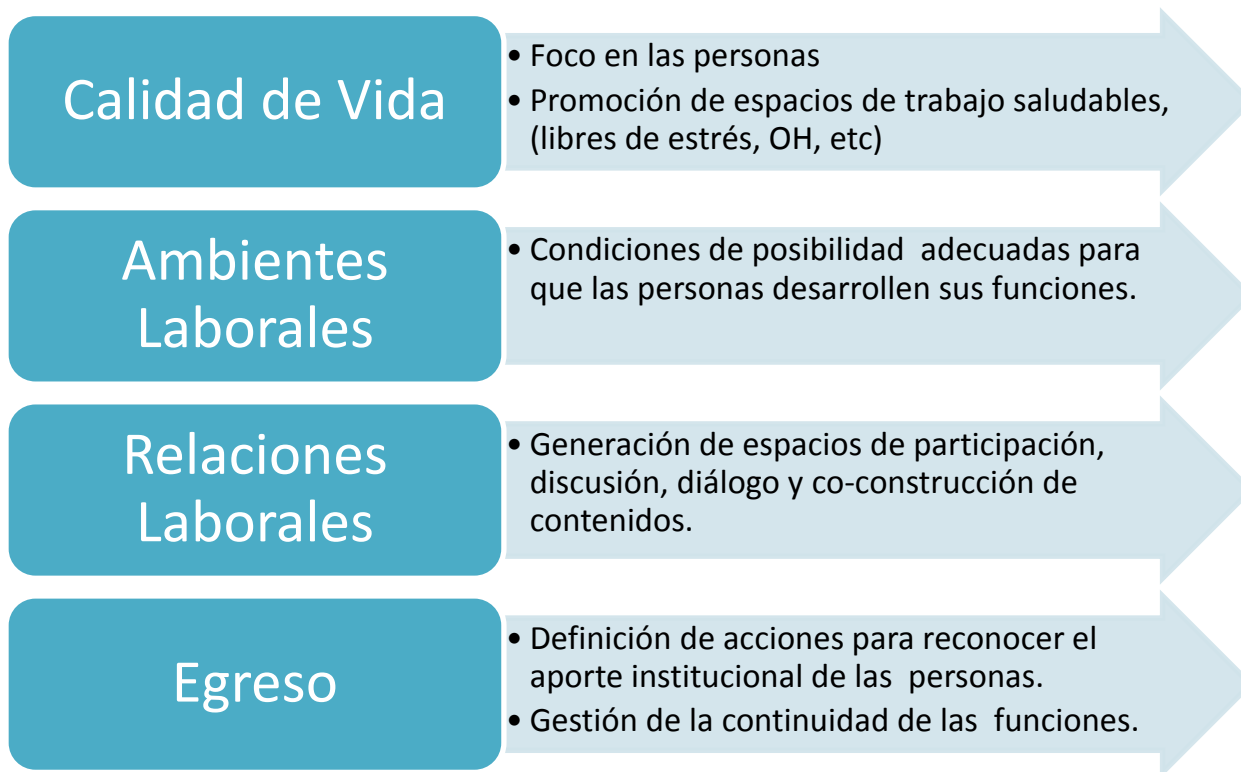 Calidad de Vida
• Foco en las personas
• Promoción de espacios de trabajo saludables,
(libres de estrés, OH, etc)
Ambientes
Laborales
• Condiciones de posibilidad  adecuadas para
que las personas desarrollen sus funciones.
Relaciones
Laborales
• Generación de espacios de participación,
discusión, diálogo y co-construcción de
contenidos.
Egreso
• Definición de acciones para reconocer el
aporte institucional de las  personas.
• Gestión de la continuidad de las  funciones.